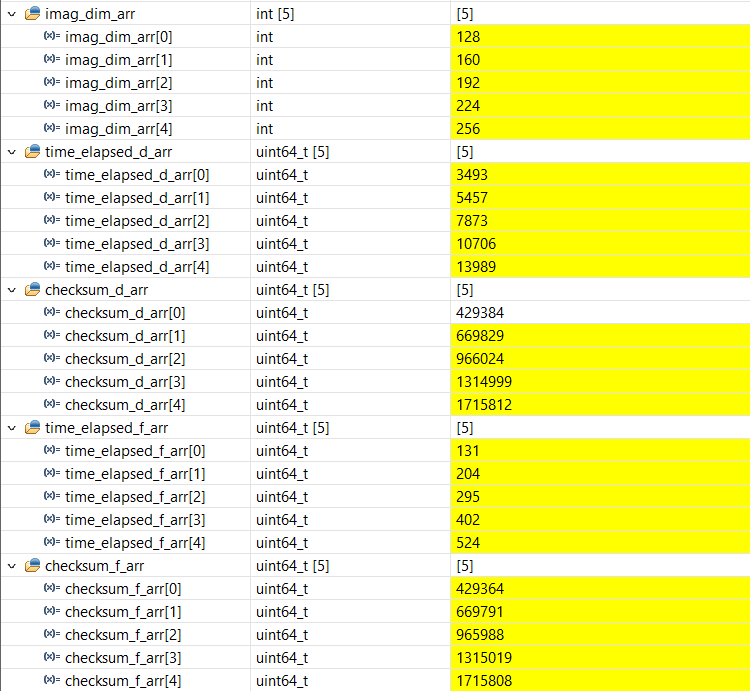 imag_dim_arr int [5] [5]
(x)= imag_dim_arr[0] int 128
(x)= imag_dim_arr[1] int 160
(x)= imag_dim_arr[2] int 192
(x)= imag_dim_arr[3] int 224
(x)= imag_dim_arr[4] int 256
time_elapsed_d_arr uint64_t [5] [5]
(x)= time_elapsed_d_arr[0] uint64_t 3493
(x)= time_elapsed_d_arr[1] uint64_t 5457
(x)= time_elapsed_d_arr[2] uint64_t 7873
(x)= time_elapsed_d_arr[3] uint64_t 10706
(x)= time_elapsed_d_arr[4] uint64_t 13989
checksum_d_arr uint64_t [5] [5]
(x)= checksum_d_arr[0] uint64_t 429384
(x)= checksum_d_arr[1] uint64_t 669829
(x)= checksum_d_arr[2] uint64_t 966024
(x)= checksum_d_arr[3] uint64_t 1314999
(x)= checksum_d_arr[4] uint64_t 1715812
time_elapsed_f_arr uint64_t [5] [5]
(x)= time_elapsed_f_arr[0] uint64_t 131
(x)= time_elapsed_f_arr[1] uint64_t 204
(x)= time_elapsed_f_arr[2] uint64_t 295
(x)= time_elapsed_f_arr[3] uint64_t 402
(x)= time_elapsed_f_arr[4] uint64_t 524
checksum_f_arr uint64_t [5] [5]
(x)= checksum_f_arr[0] uint64_t 429364
(x)= checksum_f_arr[1] uint64_t 669791
(x)= checksum_f_arr[2] uint64_t 965988
(x)= checksum_f_arr[3] uint64_t 1315019
(x)= checksum_f_arr[4] uint64_t 1715808